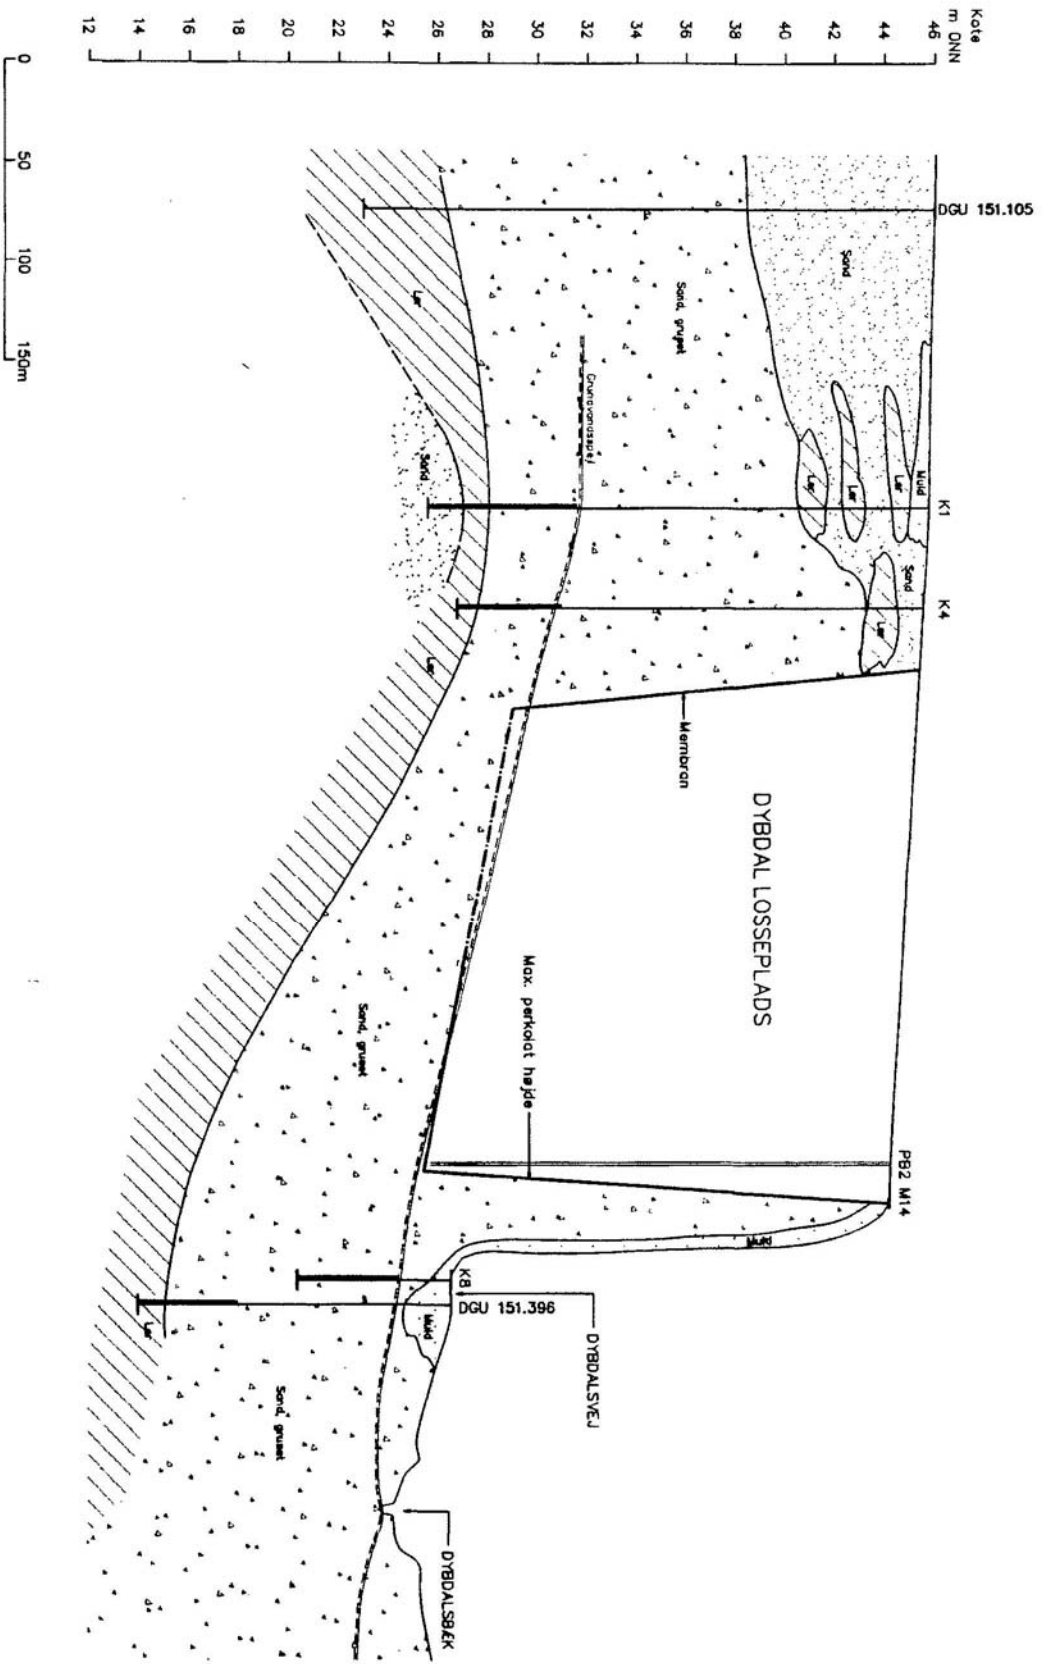 Kote
m DNN
46
44
42
40
38
36
34
32
30
28
26
24
22
20
18
16
14
12
0
50
100
150m
DGU 151.105
K1
K4
PB2 M14
Sand
Muld
Ler
Ler
Ler
Sand
Ler
Sand, gruset
Grundvandsspejl
Membran
DYBDAL LOSSEPLADS
Max. perkolat højde
Muld
K8
DGU 151.396
Muld
DYBDALSVEJ
DYBDALSBÆK
Ler
Sand
Ler
Sand, gruset
Ler
Sand, gruset